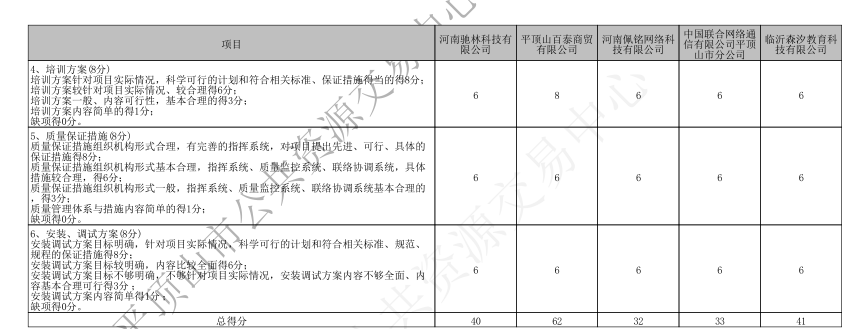 项目
河南驰林科技有
限公司
平顶山百泰商贸
有限公司
河南佩铭网络科
技有限公司
中国联合网络通
信有限公司平顶
山市分公司
临沂森汐教育科
技有限公司
4、培训方案(8分)
培训方案针对项目实际情况，科学可行的计划和符合相关标准、保证措施得当的得8分；
培训方案较针对项目实际情况、较合理得6分；
培训方案一般、内容可行性，基本合理的得3分；
培训方案内容简单的得1分；
缺项得0分。
6 8 6 6 6
5、质量保证措施(8分)
质量保证措施组织机构形式合理，有完善的指挥系统，对项目提出先进、可行、具体的
保证措施得8分；
质量保证措施组织机构形式基本合理，指挥系统、质量监控系统、联络协调系统，具体
措施较合理，得6分；
质量保证措施组织机构形式一般，指挥系统、质量监控系统、联络协调系统基本合理的
，得3分；
质量管理体系与措施内容简单的得1分；
缺项得0分。
6 6 6 6 6
6、安装、调试方案(8分)
安装调试方案目标明确，针对项目实际情况、科学可行的计划和符合相关标准、规范、
规程的保证措施得8分；
安装调试方案目标较明确，内容比较全面得6分；
安装调试方案目标不够明确，不够针对项目实际情况，安装调试方案内容不够全面、内
容基本合理可行得3分；
安装调试方案内容简单得1分；
缺项得0分。
6 6 6 6 6
总得分 40 62 32 33 41
平顶山市公共资源交易中心
公共资源交易中心